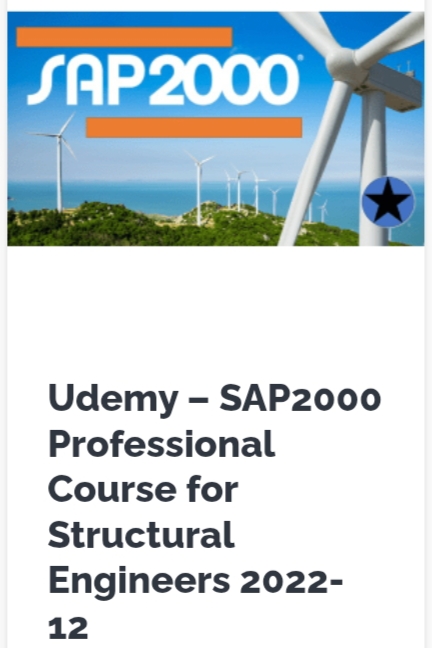 SAP2000®
Udemy – SAP2000
Professional
Course for
Structural
Engineers 2022-
12